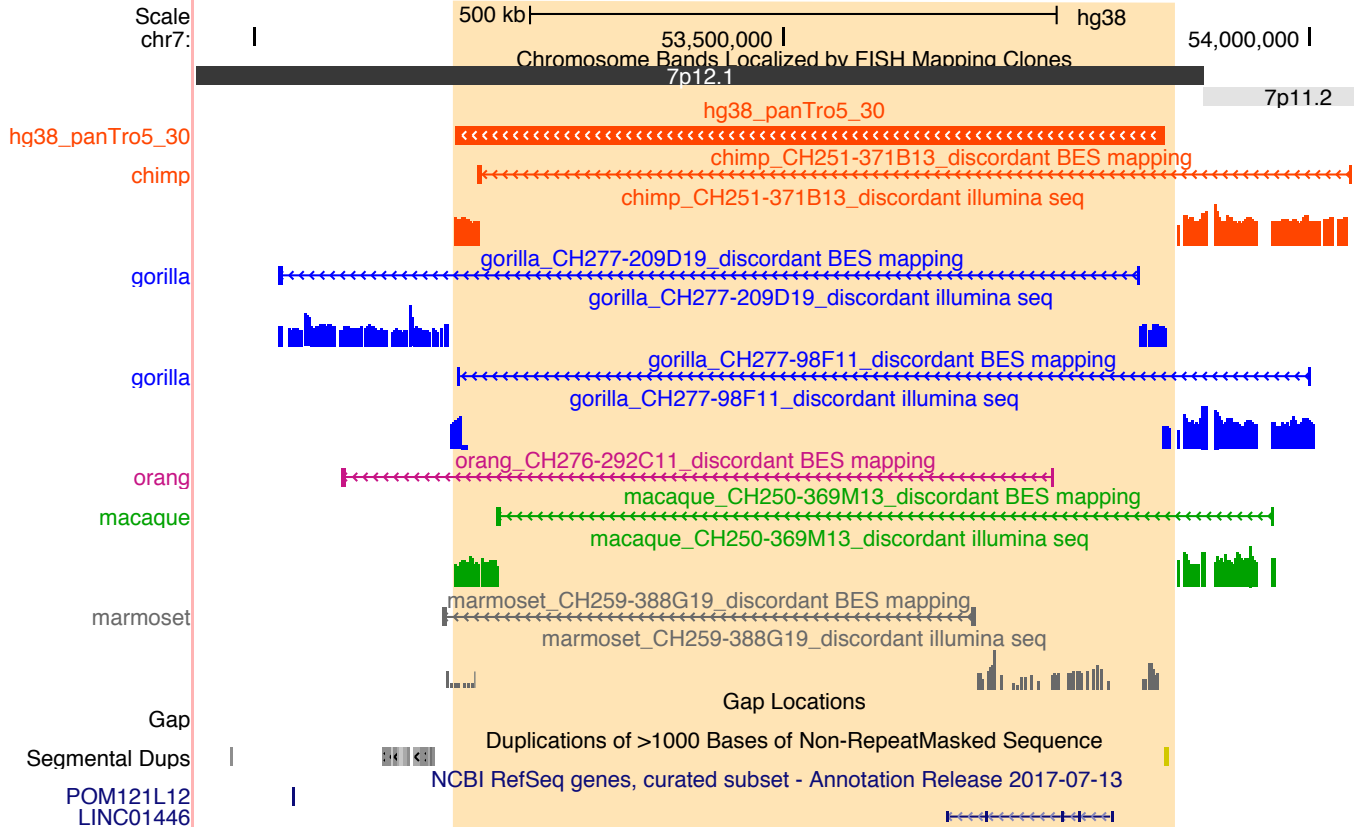 Scale 500 kb hg38
chr7: 53,500,000 54,000,000
Chromosome Bands Localized by FISH Mapping Clones
7p12.1
7p11.2
hg38_panTro5_30
hg38_panTro5_30
chimp_CH251-371B13_discordant BES mapping
chimp
chimp_CH251-371B13_discordant illumina seq
gorilla_CH277-209D19_discordant BES mapping
gorilla
gorilla_CH277-209D19_discordant illumina seq
gorilla_CH277-98F11_discordant BES mapping
gorilla
gorilla_CH277-98F11_discordant illumina seq
orang_CH276-292C11_discordant BES mapping
orang
macaque_CH250-369M13_discordant BES mapping
macaque
macaque_CH250-369M13_discordant illumina seq
marmoset_CH259-388G19_discordant BES mapping
marmoset
marmoset_CH259-388G19_discordant illumina seq
Gap Locations
Gap
Duplications of >1000 Bases of Non-RepeatMasked Sequence
Segmental Dups
NCBI RefSeq genes, curated subset - Annotation Release 2017-07-13
POM121L12
LINC01446